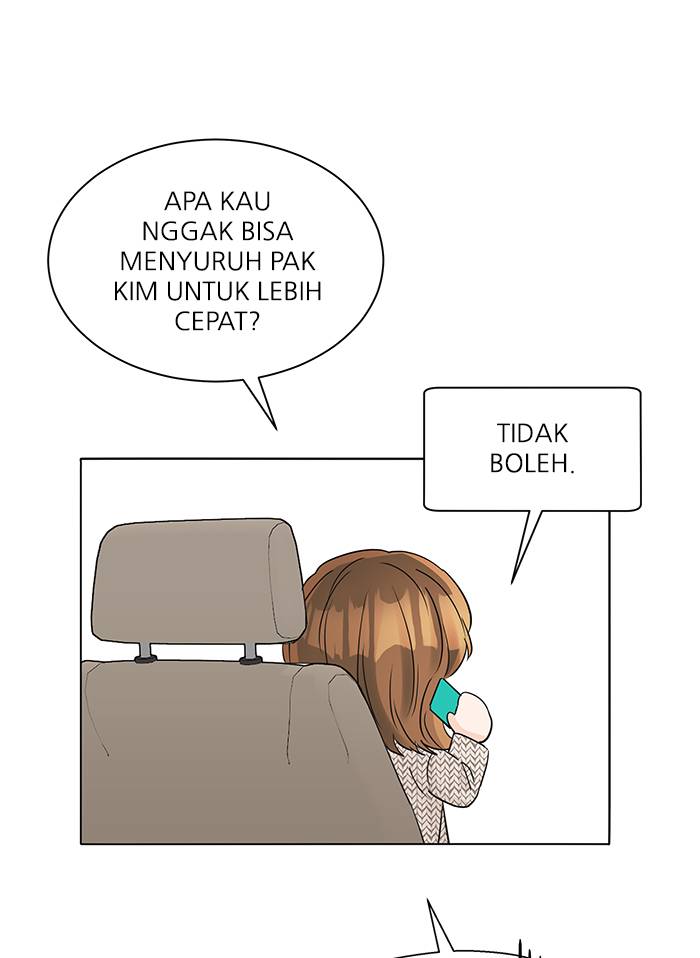 APA KAU
NGGAK BISA
MENYURUH PAK
KIM UNTUK LEBIH
CEPAT?
TIDAK
BOLEH.